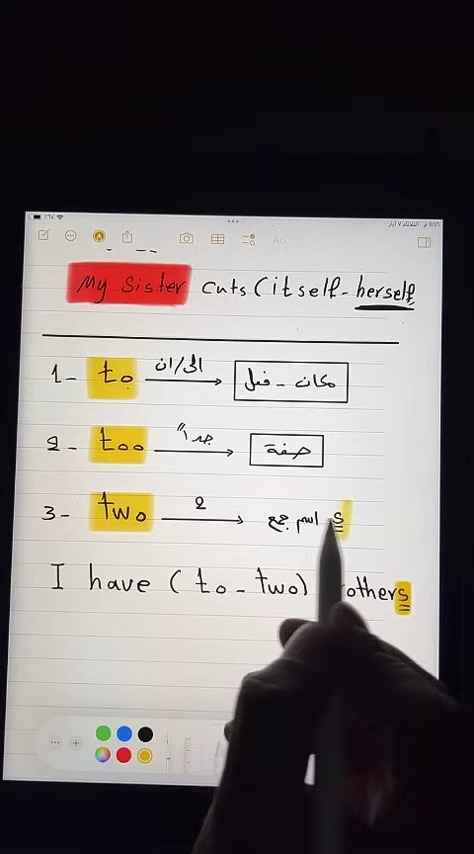 My Sister cuts (itself - herself
1- to الى/ان مكان - فعل
2- too جداً صفة
3- two 2 اسم جمع s
I have (to - two) others